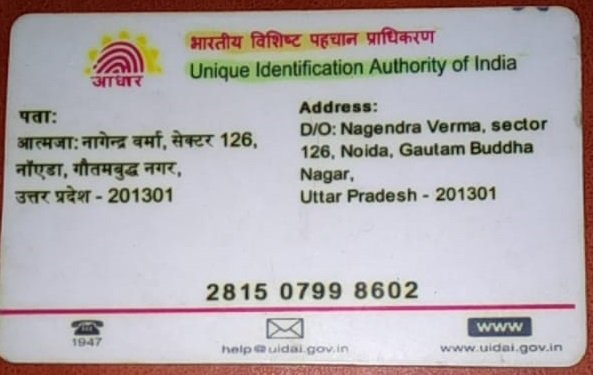 आधार
भारतीय विशिष्ट पहचान प्राधिकरण
Unique Identification Authority of India
पता:
आत्मजा: नागेन्द्र वर्मा, सेक्टर 126,
नॉएडा, गौतमबुद्ध नगर,
उत्तर प्रदेश - 201301
Address:
D/O: Nagendra Verma, sector
126, Noida, Gautam Buddha
Nagar,
Uttar Pradesh - 201301
2815 0799 8602
1947
help@uidai.gov.in
www
www.uidai.gov.in